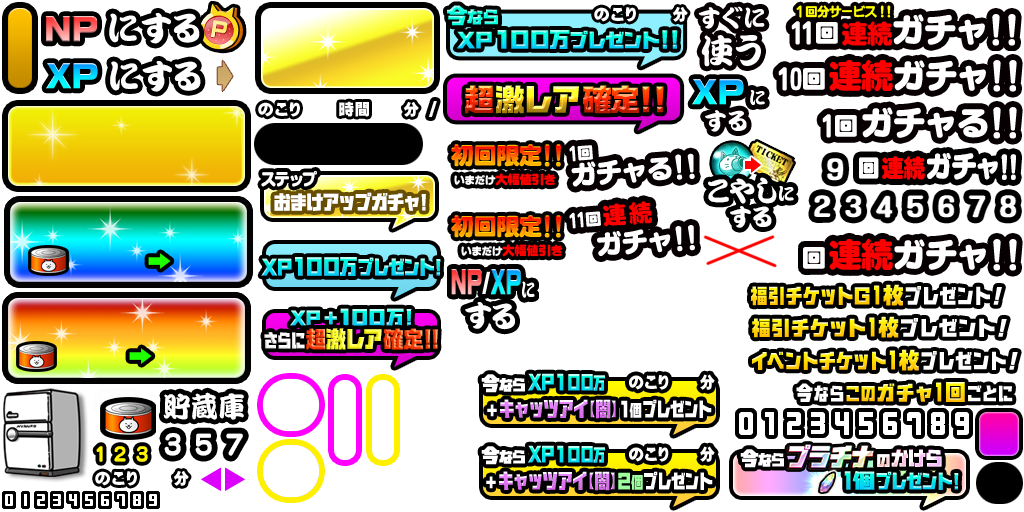 NPにする
P
XPにする
のこり 時間 分 /
ステップ
おまけアップガチャ!
XP100万プレゼント!
XP+100万!
さらに超激レア確定!!
貯蔵庫
1 2 3
3 5 7
のこり 分
0123456789
今なら のこり 分
XP100万プレゼント!!
超激レア確定!!
初回限定!!
いまだけ大幅値引き
1回
ガチャる!!
初回限定!!
いまだけ大幅値引き
11回連続
ガチャ!!
NP/XPに
する
すぐに
使う
XPに
する
TICKET
こやしに
する
1回分サービス!!
11回連続ガチャ!!
10回連続ガチャ!!
1回ガチャる!!
9回連続ガチャ!!
2 3 4 5 6 7 8
回連続ガチャ!!
福引チケットG1枚プレゼント!
福引チケット1枚プレゼント!
イベントチケット1枚プレゼント!
今ならこのガチャ1回ごとに
0123456789
今ならXP100万 のこり 分
+キャッツアイ[闇]1個プレゼント
今ならXP100万 のこり 分
+キャッツアイ[闇]2個プレゼント
今ならプラチナのかけら
1個プレゼント!